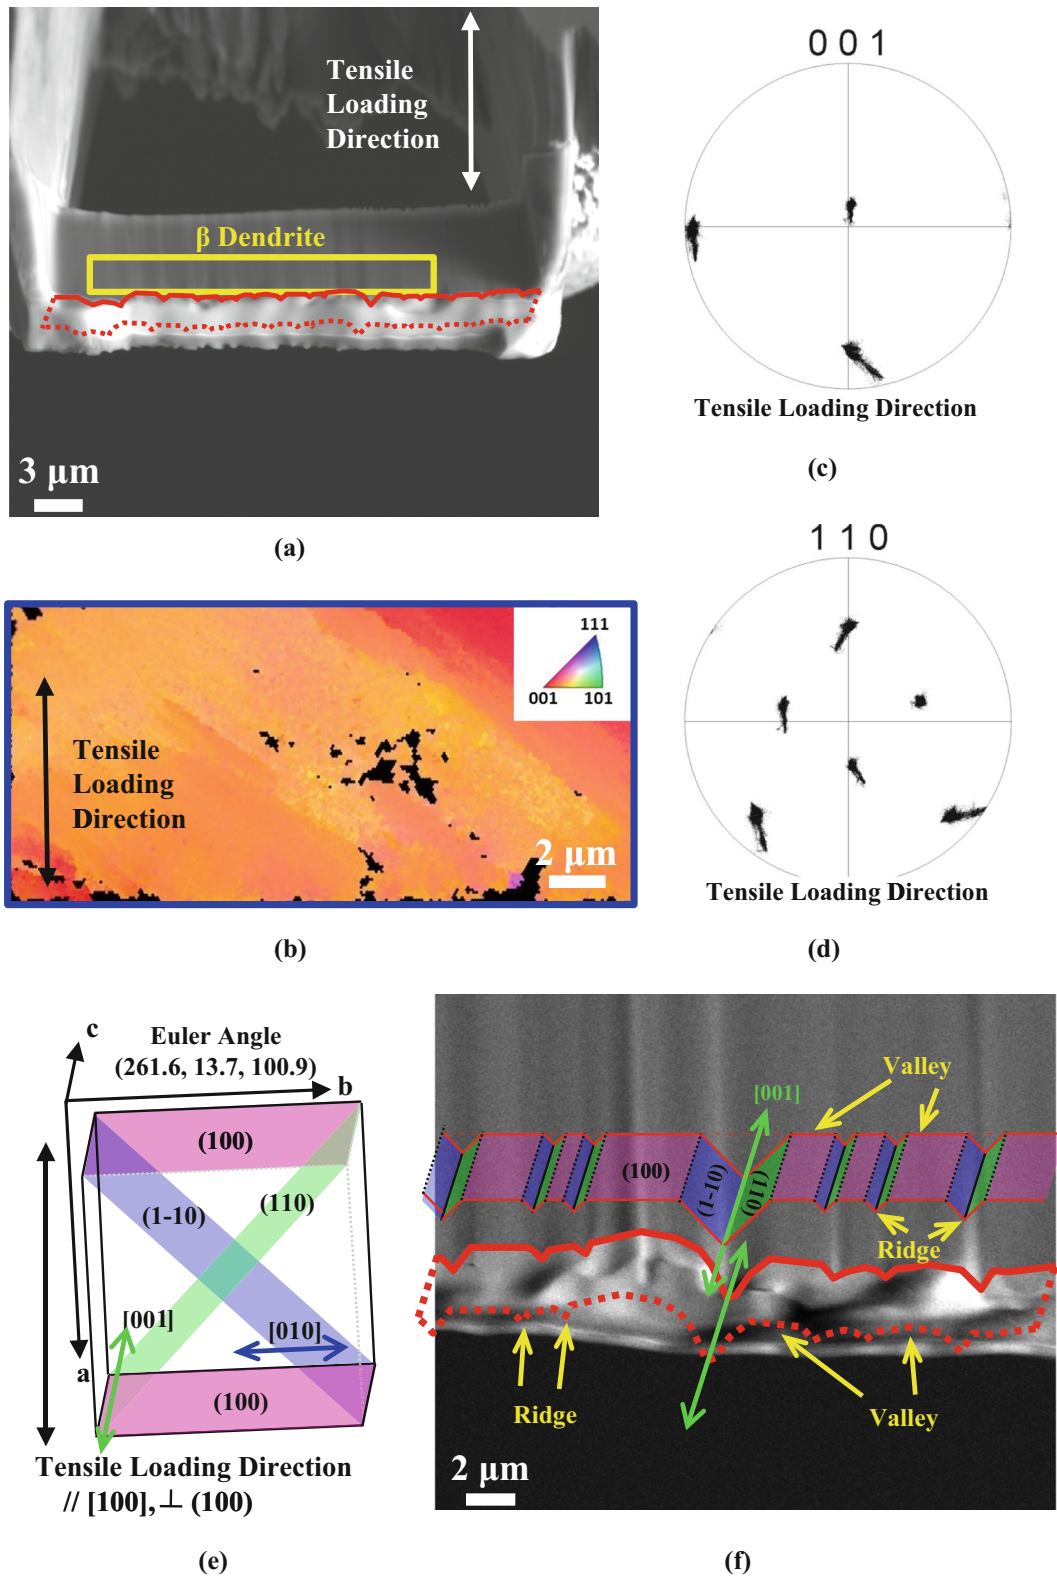 (a)
Tensile
Loading
Direction
β Dendrite
3 μm
0 0 1
Tensile Loading Direction
(c)
1 1 0
Tensile Loading Direction
(d)
111
001
101
Tensile
Loading
Direction
2 μm
(b)
c
Euler Angle
(261.6, 13.7, 100.9)
b
(100)
(110)
(1-10)
[001]
[010]
a
(100)
Tensile Loading Direction
// [100], ⊥ (100)
(e)
Valley
[001]
(100)
(1-10)
(110)
Ridge
Ridge
Valley
2 μm
(f)
(a)